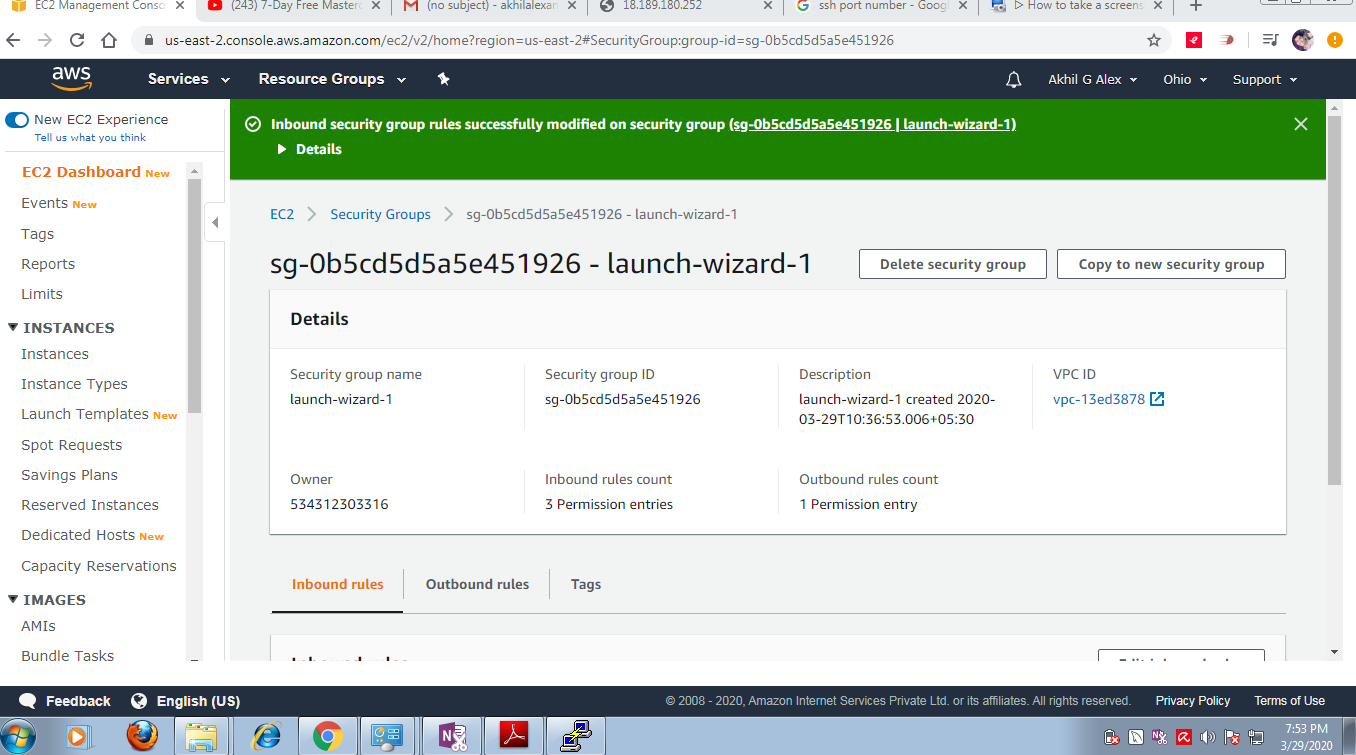 EC2 Management Conso
(243) 7-Day Free Masterc
(no subject) - akhilalexan
18.189.180.252
ssh port number - Googl
▷ How to take a screens
us-east-2.console.aws.amazon.com/ec2/v2/home?region=us-east-2#SecurityGroup:group-id=sg-0b5cd5d5a5e451926
aws
Services
Resource Groups
Akhil G Alex
Ohio
Support
New EC2 Experience
Tell us what you think
EC2 Dashboard New
Events New
Tags
Reports
Limits
INSTANCES
Instances
Instance Types
Launch Templates New
Spot Requests
Savings Plans
Reserved Instances
Dedicated Hosts New
Capacity Reservations
IMAGES
AMIs
Bundle Tasks
Inbound security group rules successfully modified on security group (sg-0b5cd5d5a5e451926 | launch-wizard-1)
Details
EC2
Security Groups
sg-0b5cd5d5a5e451926 - launch-wizard-1
sg-0b5cd5d5a5e451926 - launch-wizard-1
Delete security group
Copy to new security group
Details
Security group name
launch-wizard-1
Security group ID
sg-0b5cd5d5a5e451926
Description
launch-wizard-1 created 2020-
03-29T10:36:53.006+05:30
VPC ID
vpc-13ed3878
Owner
534312303316
Inbound rules count
3 Permission entries
Outbound rules count
1 Permission entry
Inbound rules
Outbound rules
Tags
Inbound rules
Feedback
English (US)
© 2008 - 2020, Amazon Internet Services Private Ltd. or its affiliates. All rights reserved.
Privacy Policy
Terms of Use
7:53 PM
3/29/2020